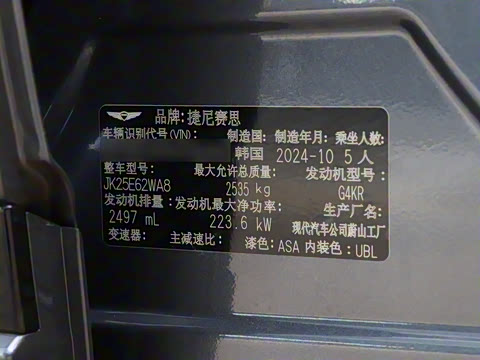 品牌:捷尼赛思
车辆识别代号(VIN): 制造国: 制造年月: 乘坐人数:
韩国 2024-10 5人
整车型号: 最大允许总质量: 发动机型号:
JK25E62WA8 2535 kg G4KR
发动机排量: 发动机最大净功率: 生产厂名:
2497 mL 223.6 kW 现代汽车公司蔚山工厂
变速器: 主减速比: 漆色:ASA 内装色:UBL